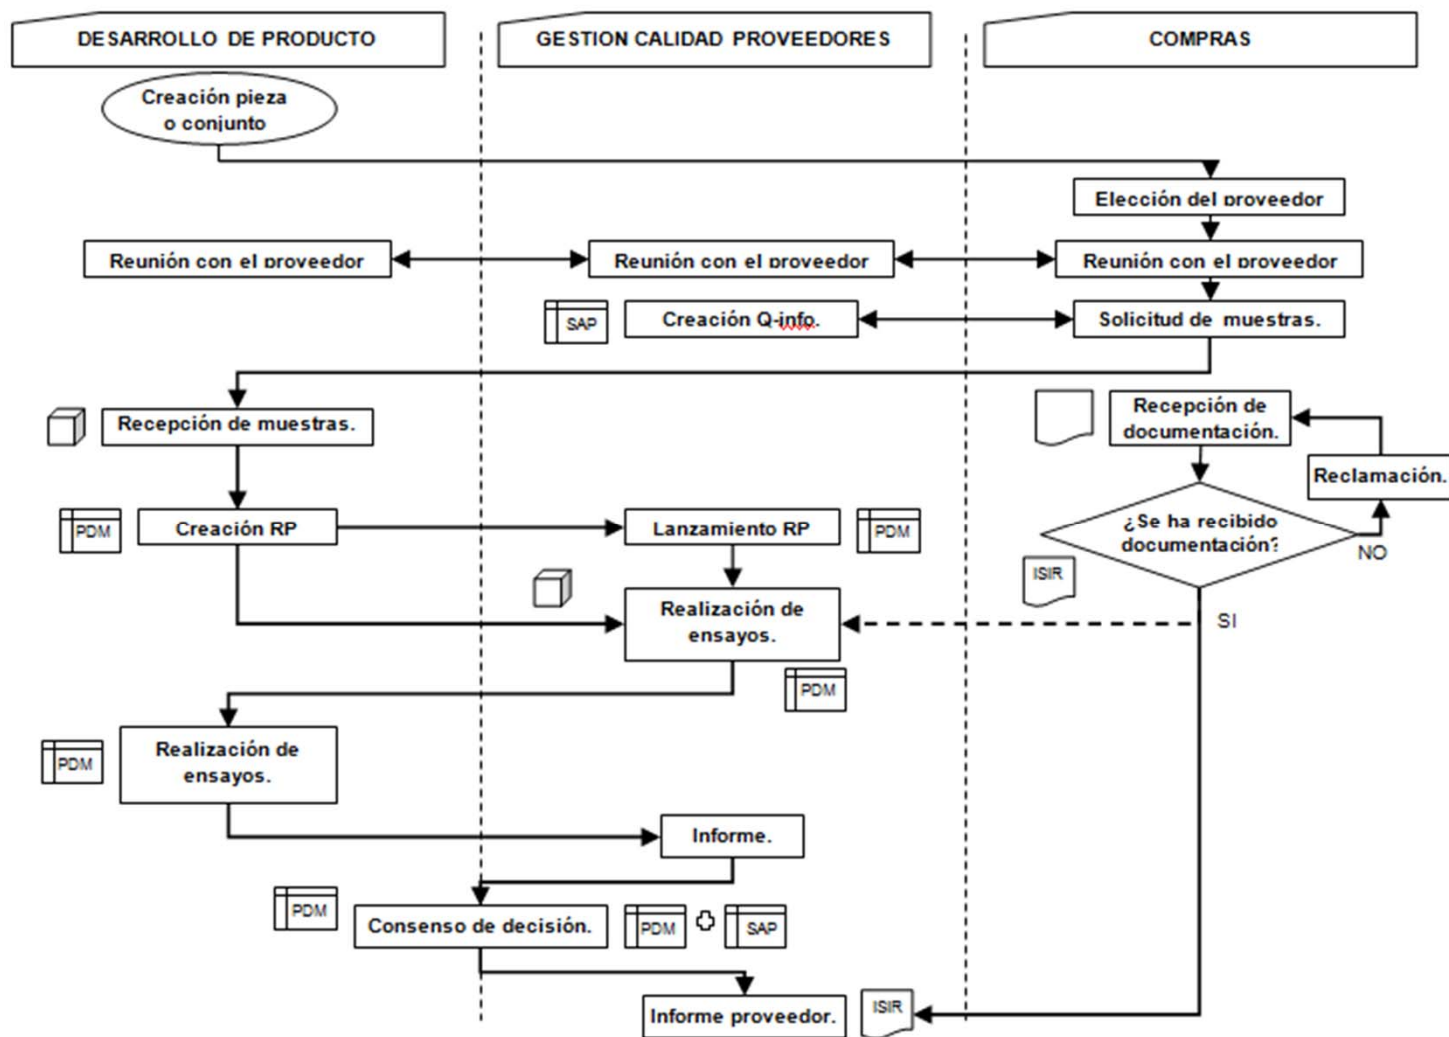 DESARROLLO DE PRODUCTO
GESTION CALIDAD PROVEEDORES
COMPRAS
Creación pieza
o conjunto
Elección del proveedor
Reunión con el proveedor
Reunión con el proveedor
Reunión con el proveedor
SAP
Creación Q-info.
Solicitud de muestras.
Recepción de muestras.
Recepción de
documentación.
Reclamación.
PDM
Creación RP
Lanzamiento RP
PDM
¿Se ha recibido
documentación?
NO
ISIR
Realización de
ensayos.
SI
PDM
PDM
Realización de
ensayos.
Informe.
PDM
Consenso de decisión.
PDM
SAP
Informe proveedor.
ISIR